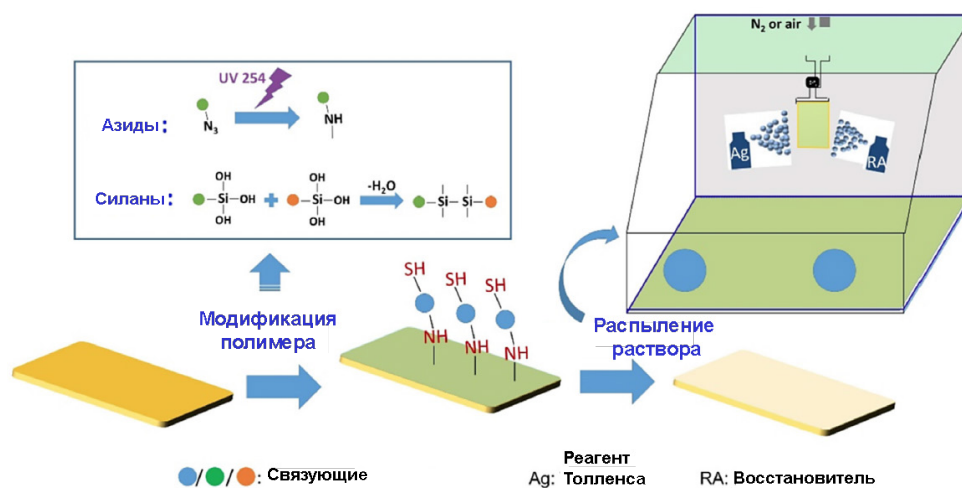 N₂ or air
UV 254
Азиды:
N₃
NH
Ag
RA
OH
OH
-H₂O
Силаны:
Si
OH
Si
OH
Si
Si
OH
OH
SH
SH
SH
Модификация
полимера
NH
NH
NH
Распыление
раствора
: Связующие
Реагент
Ag: Толленса
RA: Восстановитель